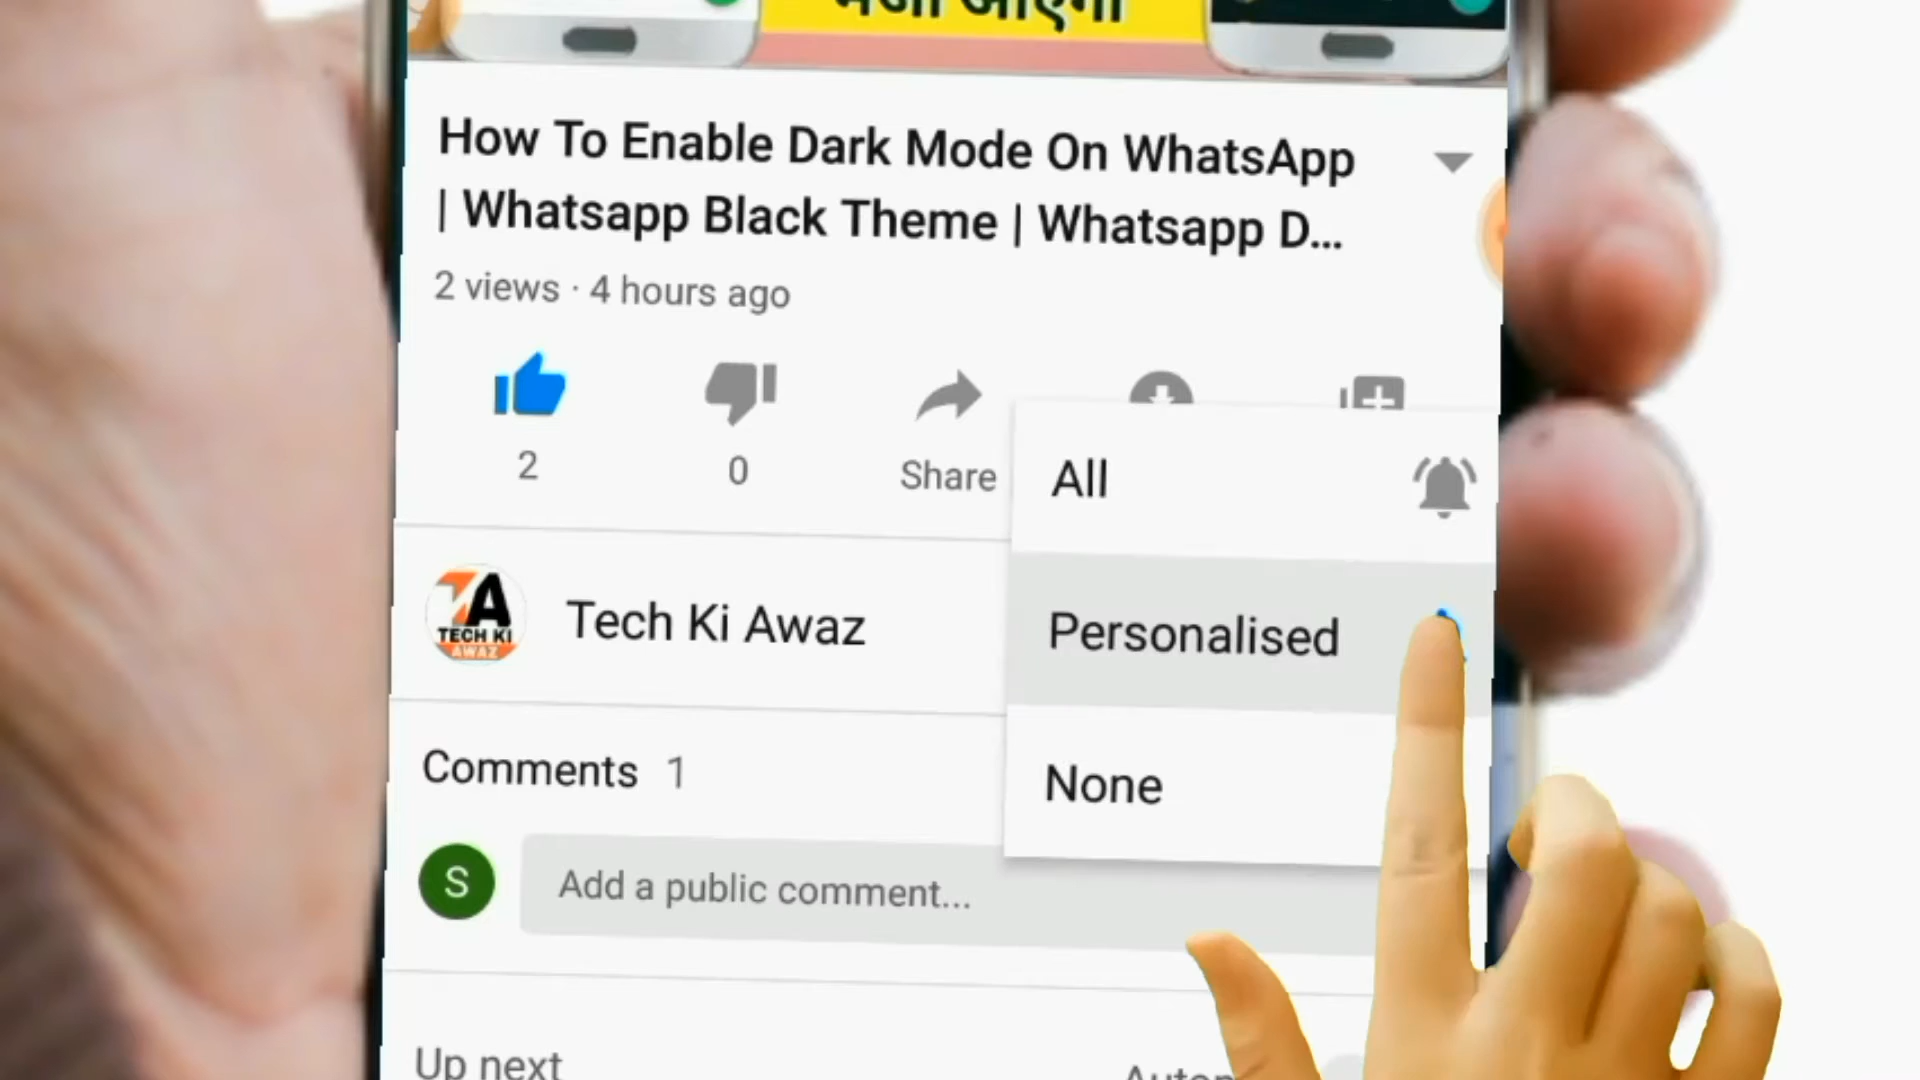 How To Enable Dark Mode On WhatsApp
| Whatsapp Black Theme | Whatsapp D...
2 views · 4 hours ago
2
0
Share
All
TA
TECH KI
AWAZ
Tech Ki Awaz
Personalised
None
Comments 1
S
Add a public comment...
Up next